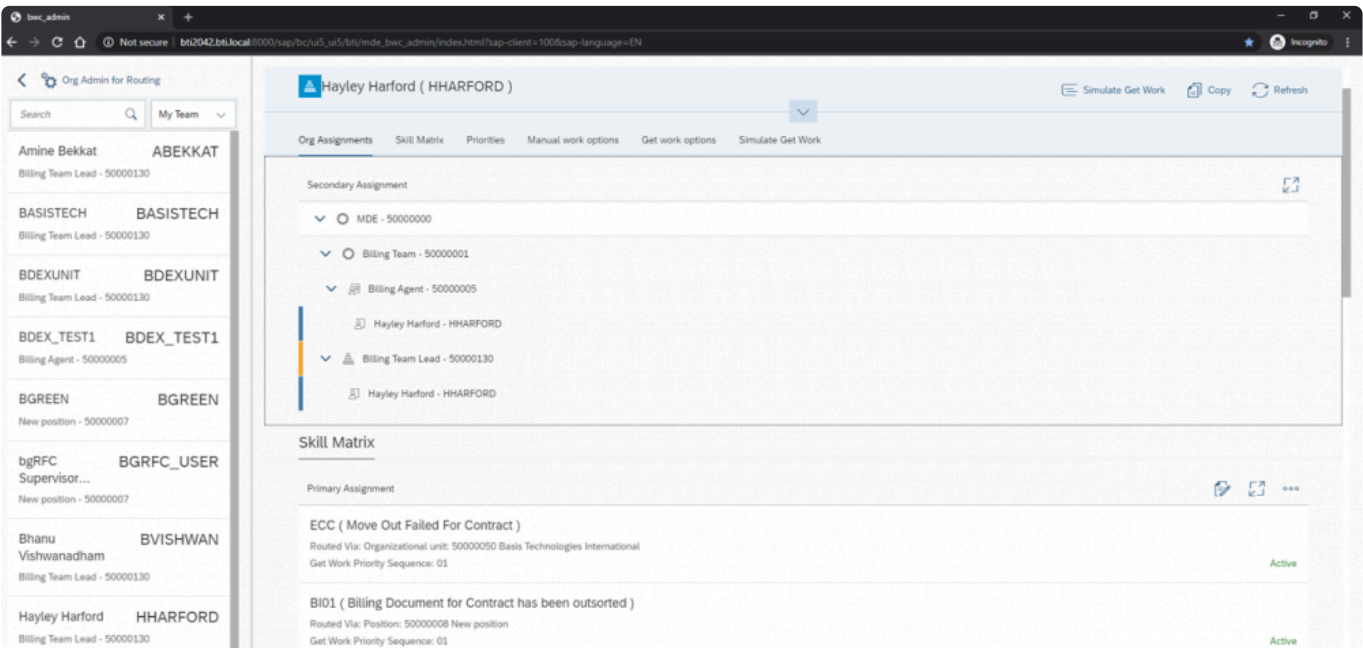 bwc_admin
Not secure | bti2042.bti.local:8000/sap/bc/ui5_ui5/bti/mde_bwc_admin/index.html?sap-client=100&sap-language=EN
Incognito
Org Admin for Routing
Search
My Team
Amine Bekkat ABEKKAT
Billing Team Lead - 50000130
BASISTECH BASISTECH
Billing Team Lead - 50000130
BDEXUNIT BDEXUNIT
Billing Team Lead - 50000130
BDEX_TEST1 BDEX_TEST1
Billing Agent - 50000005
BGREEN BGREEN
New position - 50000007
bgRFC BGRFC_USER
Supervisor...
New position - 50000007
Bhanu BVISHWAN
Vishwanadham
Billing Team Lead - 50000130
Hayley Harford HHARFORD
Billing Team Lead - 50000130
Hayley Harford ( HHARFORD )
Simulate Get Work Copy Refresh
Org Assignments Skill Matrix Priorities Manual work options Get work options Simulate Get Work
Secondary Assignment
MDE - 50000000
Billing Team - 50000001
Billing Agent - 50000005
Hayley Harford - HHARFORD
Billing Team Lead - 50000130
Hayley Harford - HHARFORD
Skill Matrix
Primary Assignment
ECC ( Move Out Failed For Contract )
Routed Via: Organizational unit: 50000050 Basis Technologies International
Get Work Priority Sequence: 01
Active
BI01 ( Billing Document for Contract has been outsorted )
Routed Via: Position: 50000008 New position
Get Work Priority Sequence: 01
Active